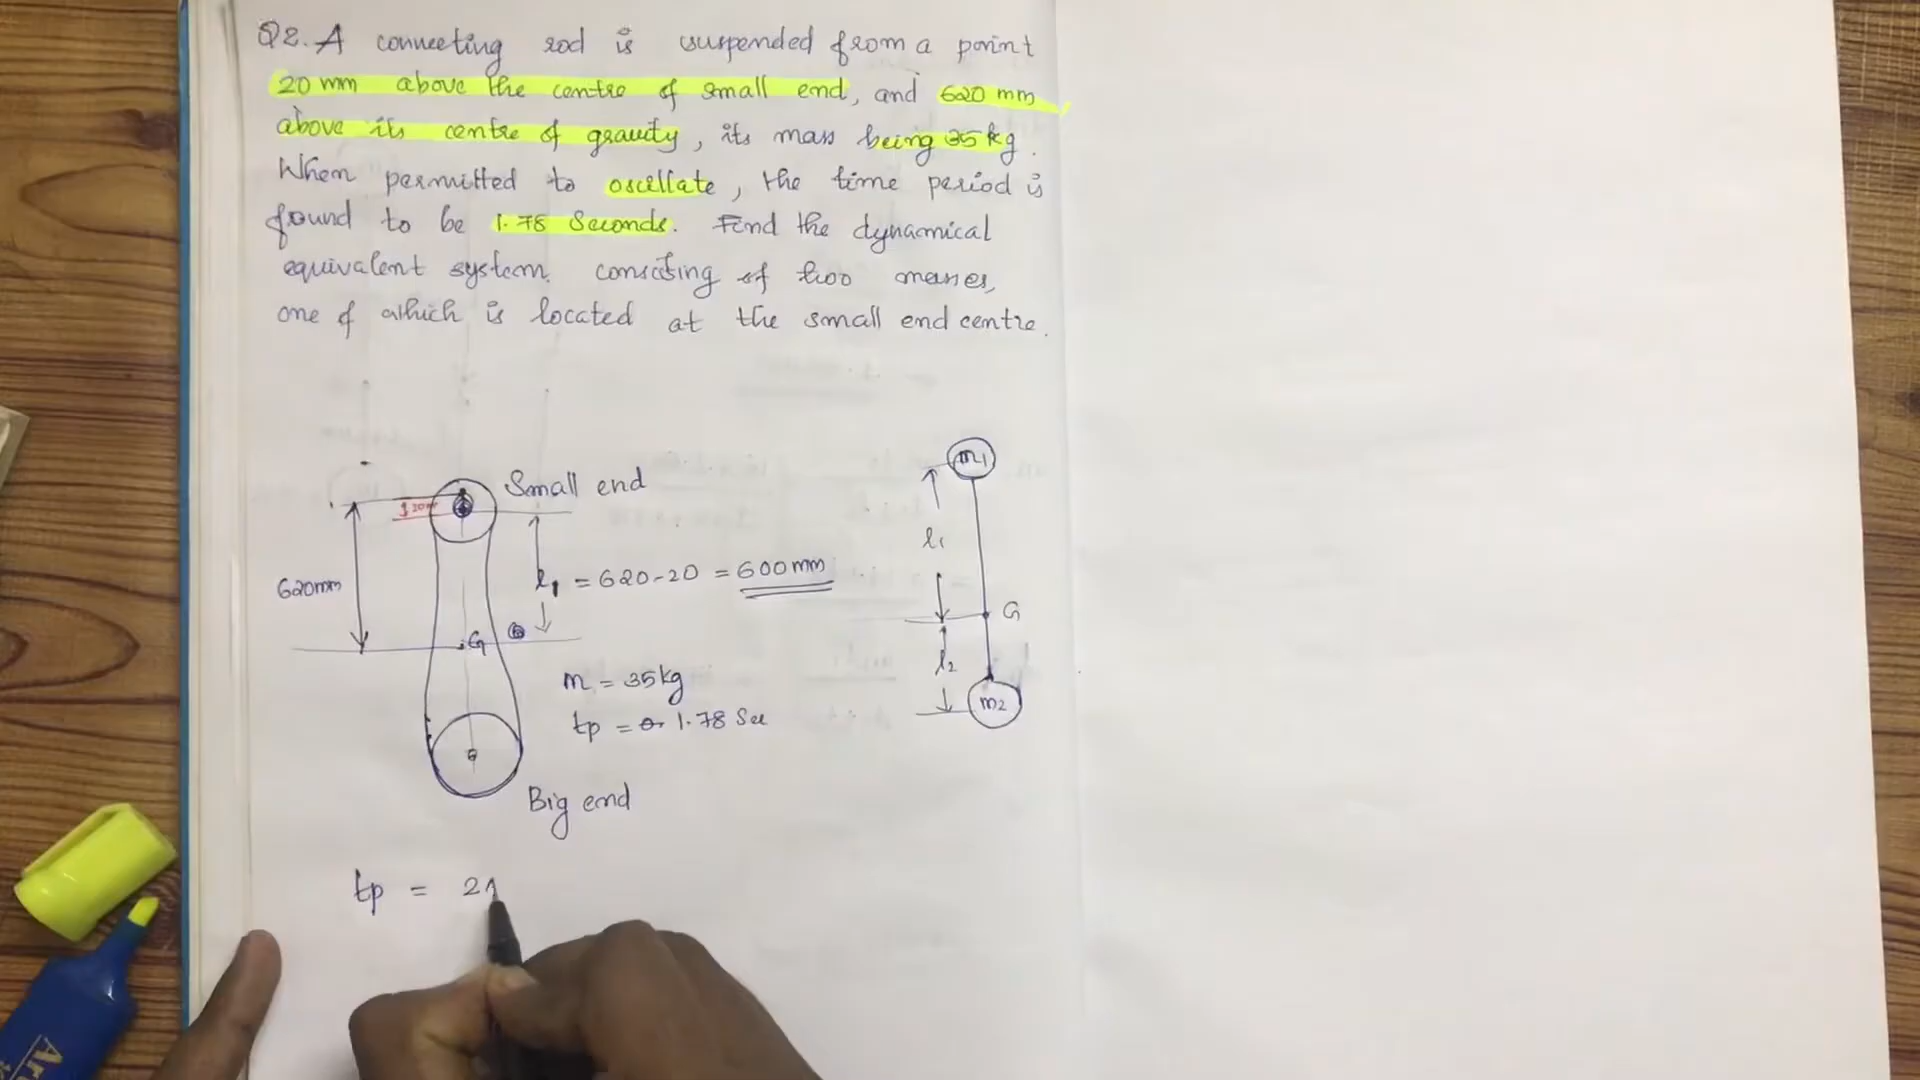 Q2. A connecting rod is suspended from a point
20 mm above the centre of small end, and 620 mm
above its centre of gravity, its mass being 35 kg.
When permitted to oscillate, the time period is
found to be 1.78 Seconds. Find the dynamical
equivalent system consisting of two masses,
one of which is located at the small end centre.
Small end
m1
20mm
l1
620mm
l1 = 620-20 = 600mm
G
G
l2
m = 35kg
m2
tp = 1.78 Sec
Big end
tp = 2